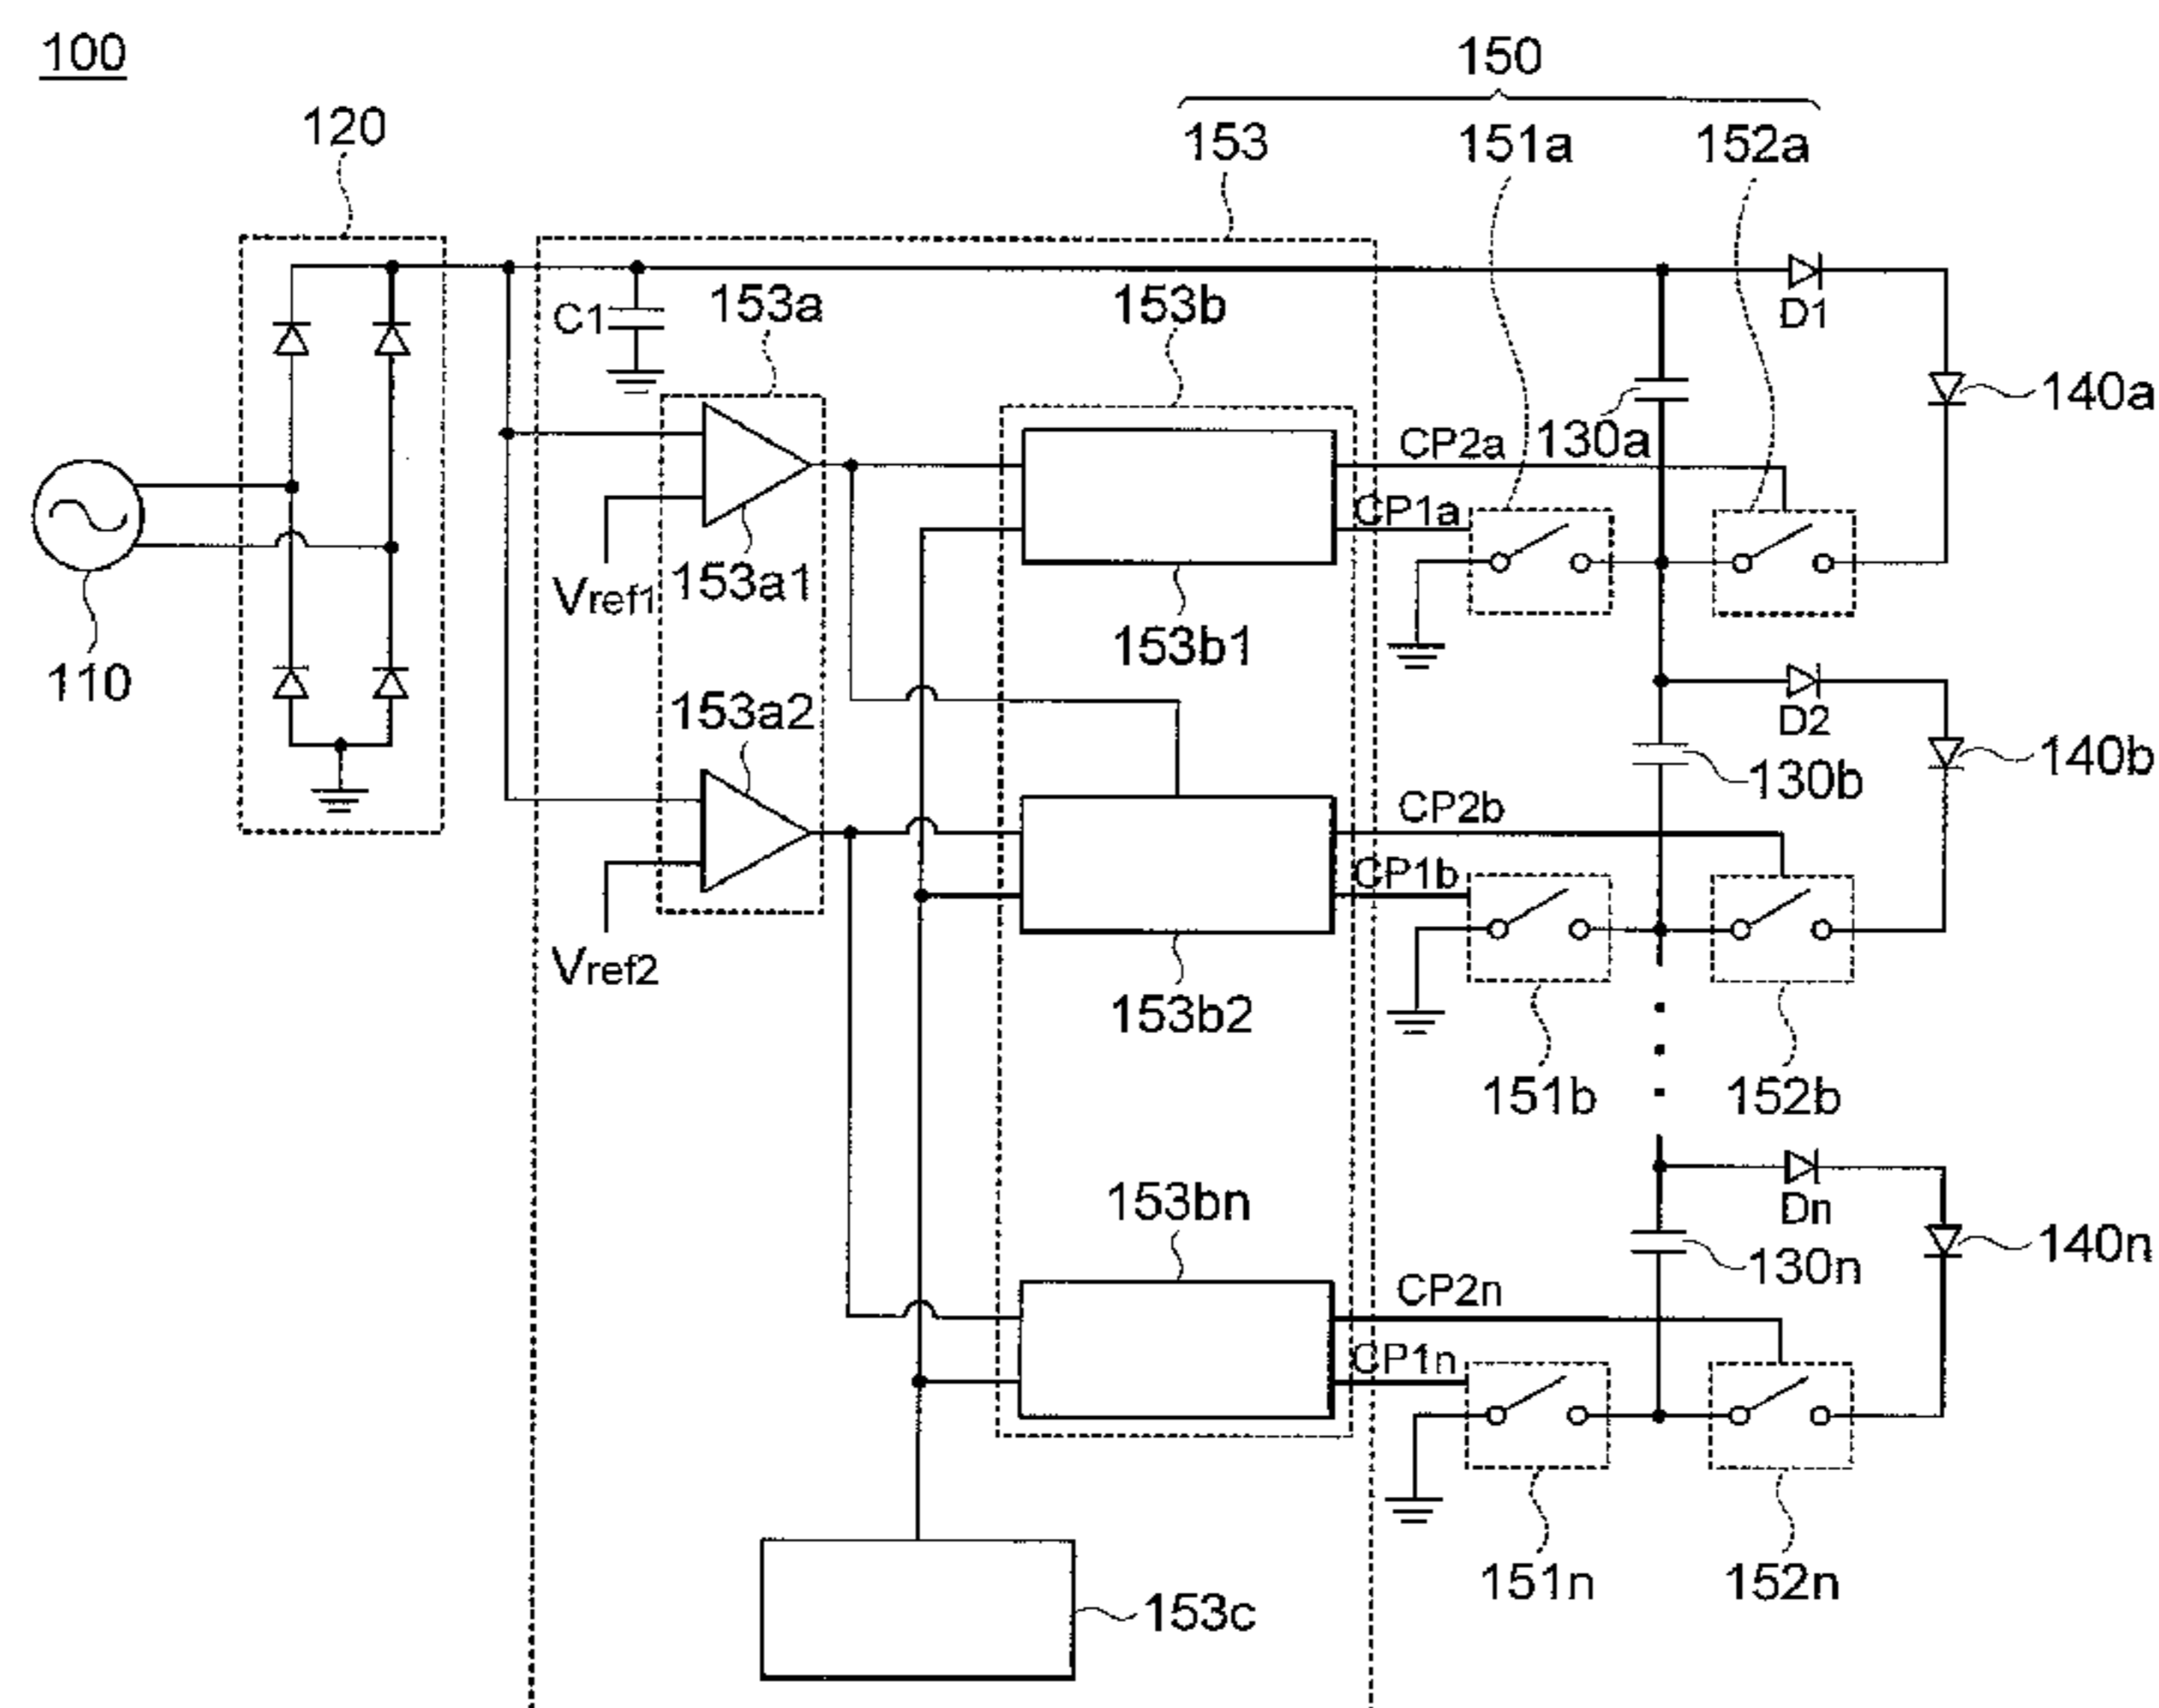 100
150
120
153
151a
152a
C1
153a
153b
D1
140a
130a
CP2a
CP1a
Vref1
153a1
153b1
110
153a2
D2
140b
130b
CP2b
CP1b
Vref2
153b2
151b
152b
153bn
Dn
140n
130n
CP2n
CP1n
151n
152n
153c